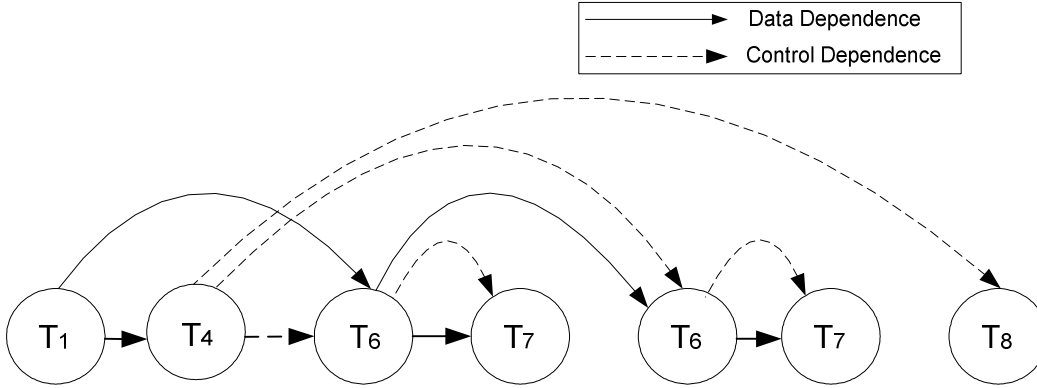 Data Dependence
Control Dependence
T1 T4 T6 T7 T6 T7 T8